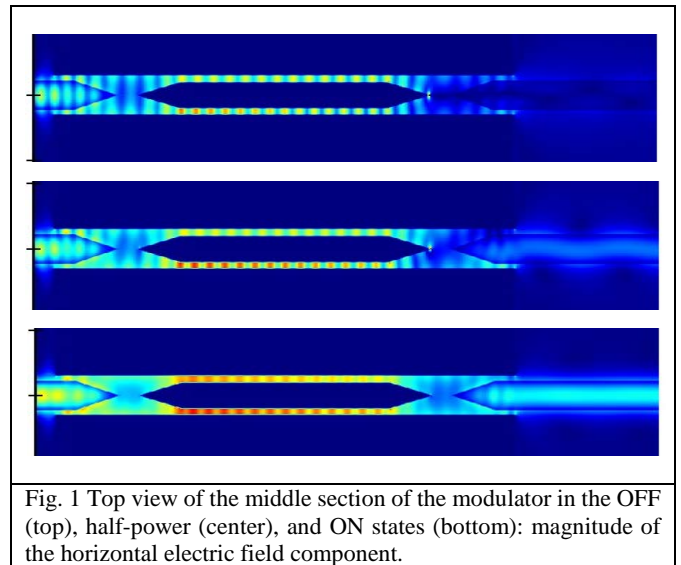 Fig. 1 Top view of the middle section of the modulator in the OFF
(top), half-power (center), and ON states (bottom): magnitude of
the horizontal electric field component.